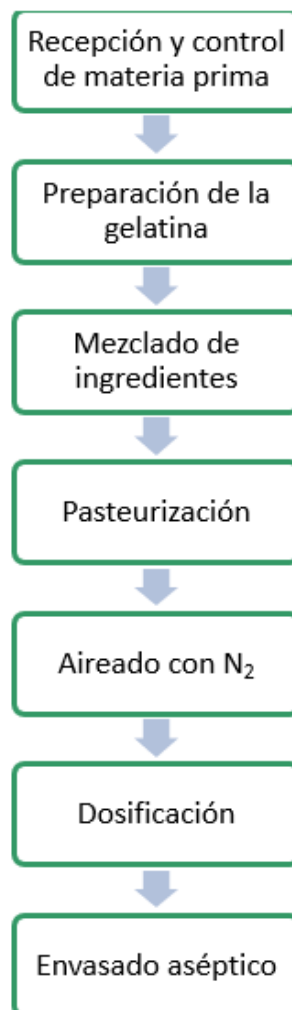 Recepción y control
de materia prima
Preparación de la
gelatina
Mezclado de
ingredientes
Pasteurización
Aireado con N₂
Dosificación
Envasado aséptico